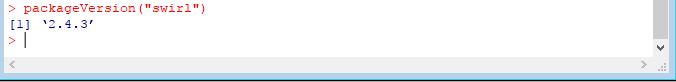 > packageVersion("swirl")
[1] ‘2.4.3’
>